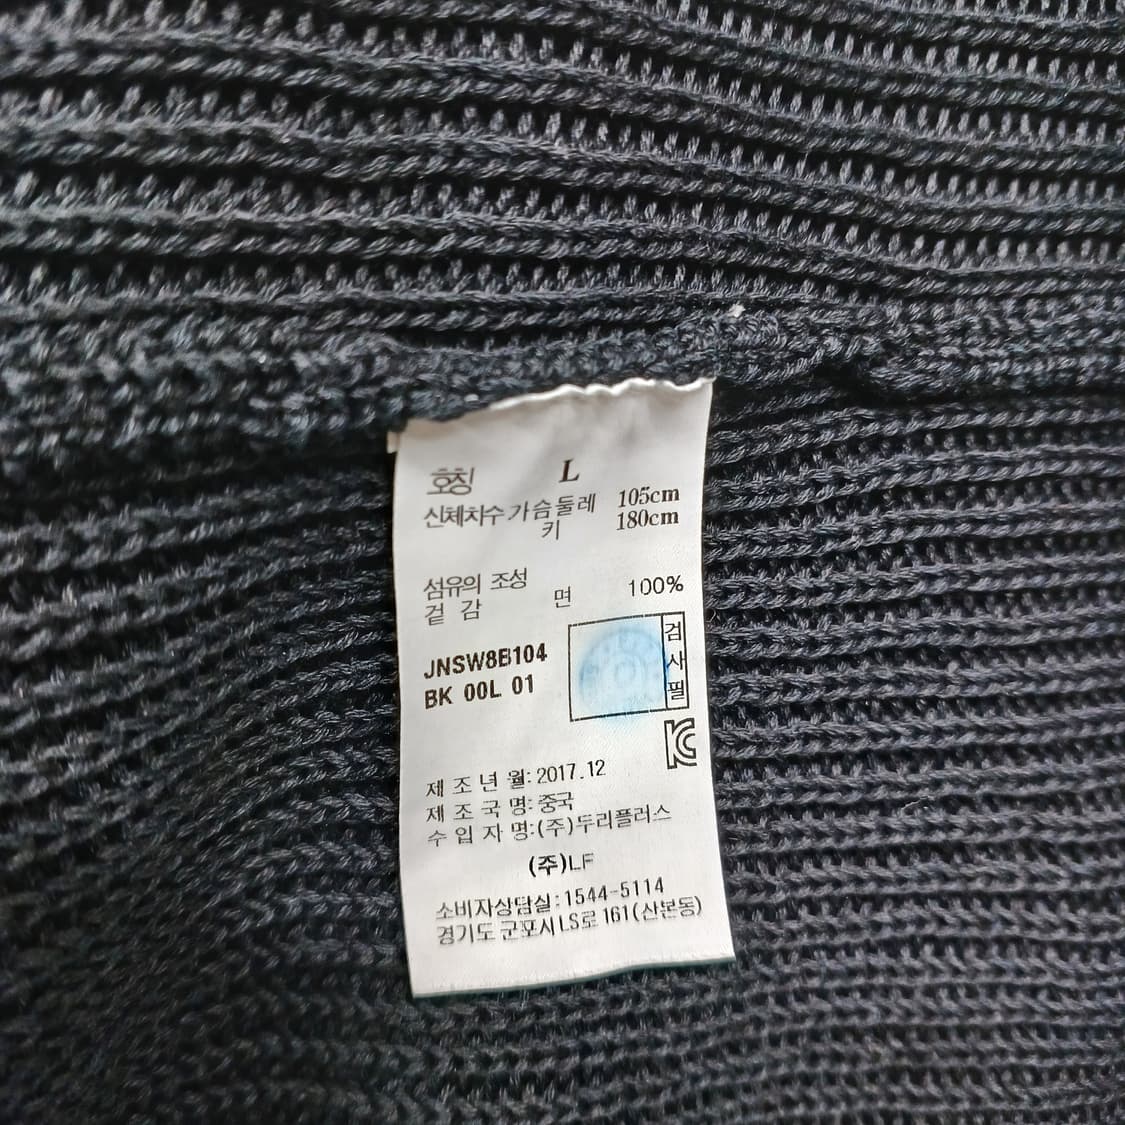 호칭 L
신체치수 가슴둘레 105cm
키 180cm
섬유의 조성
겉 감 면 100%
JNSW8B104
BK 00L 01
검
사
필
제 조 년 월: 2017.12
제 조 국 명: 중국
수 입 자 명:(주)두리플러스
(주)LF
소비자상담실:1544-5114
경기도 군포시 LS로 161(산본동)